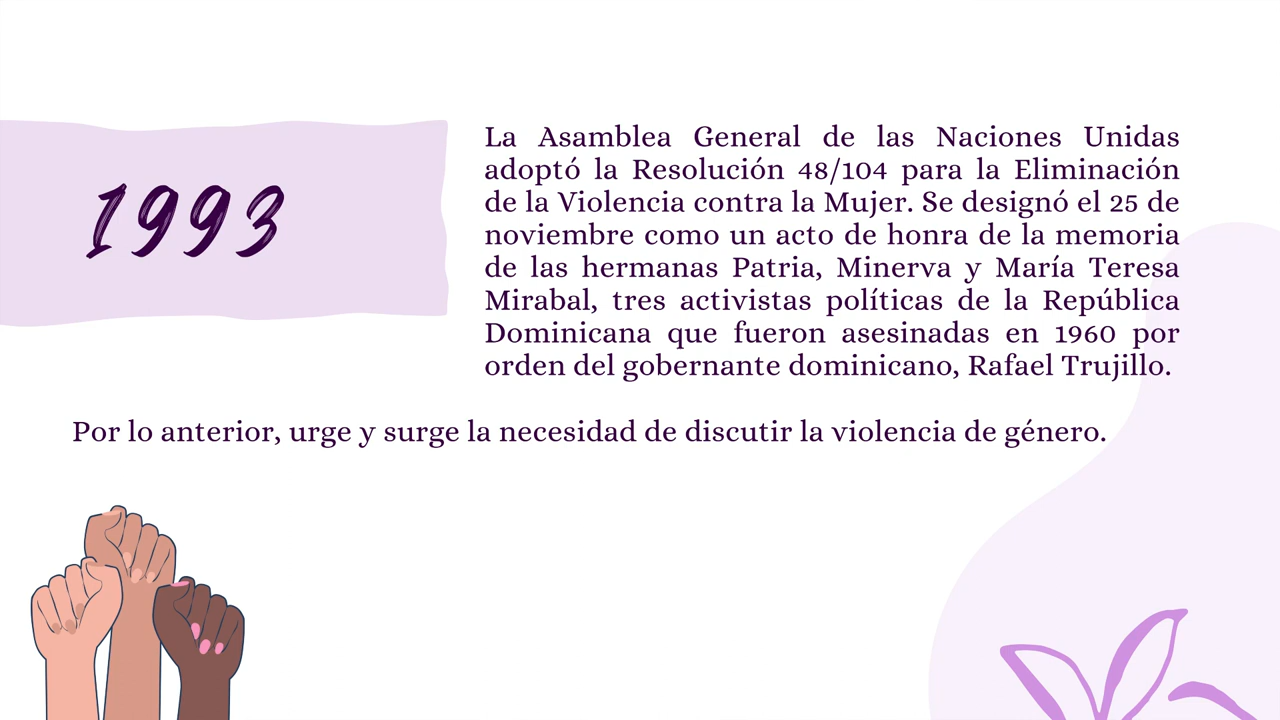 1993
La Asamblea General de las Naciones Unidas
adoptó la Resolución 48/104 para la Eliminación
de la Violencia contra la Mujer. Se designó el 25 de
noviembre como un acto de honra de la memoria
de las hermanas Patria, Minerva y María Teresa
Mirabal, tres activistas políticas de la República
Dominicana que fueron asesinadas en 1960 por
orden del gobernante dominicano, Rafael Trujillo.
Por lo anterior, urge y surge la necesidad de discutir la violencia de género.